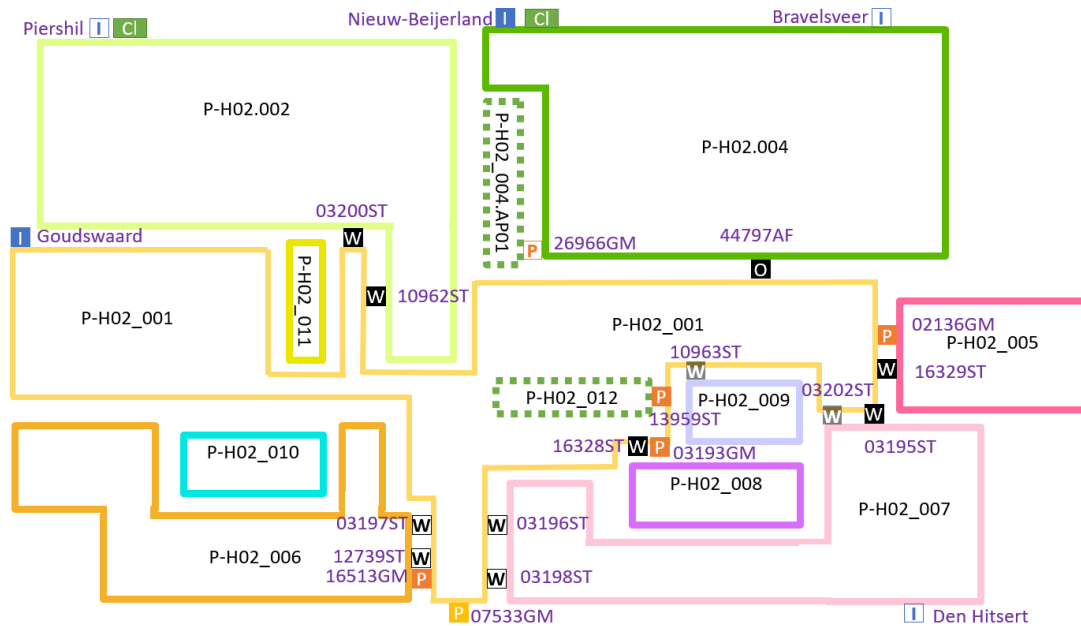 Piershil I Cl
Nieuw-Beijerland I Cl
Bravelsveer I
P-H02.002
P-H02_004.AP01
P-H02.004
03200ST
W
I Goudswaard
P 26966GM
44797AF
O
P-H02_011
W 10962ST
P-H02_001
P-H02_001
P 02136GM
P-H02_005
10963ST
W
W 16329ST
P-H02_012
P
P-H02_009
03202ST
W
W
13959ST
16328ST W P 03193GM
03195ST
P-H02_010
P-H02_008
P-H02_007
03197ST W
W 03196ST
P-H02_006
12739ST W
16513GM P
W 03198ST
P 07533GM
I Den Hitsert